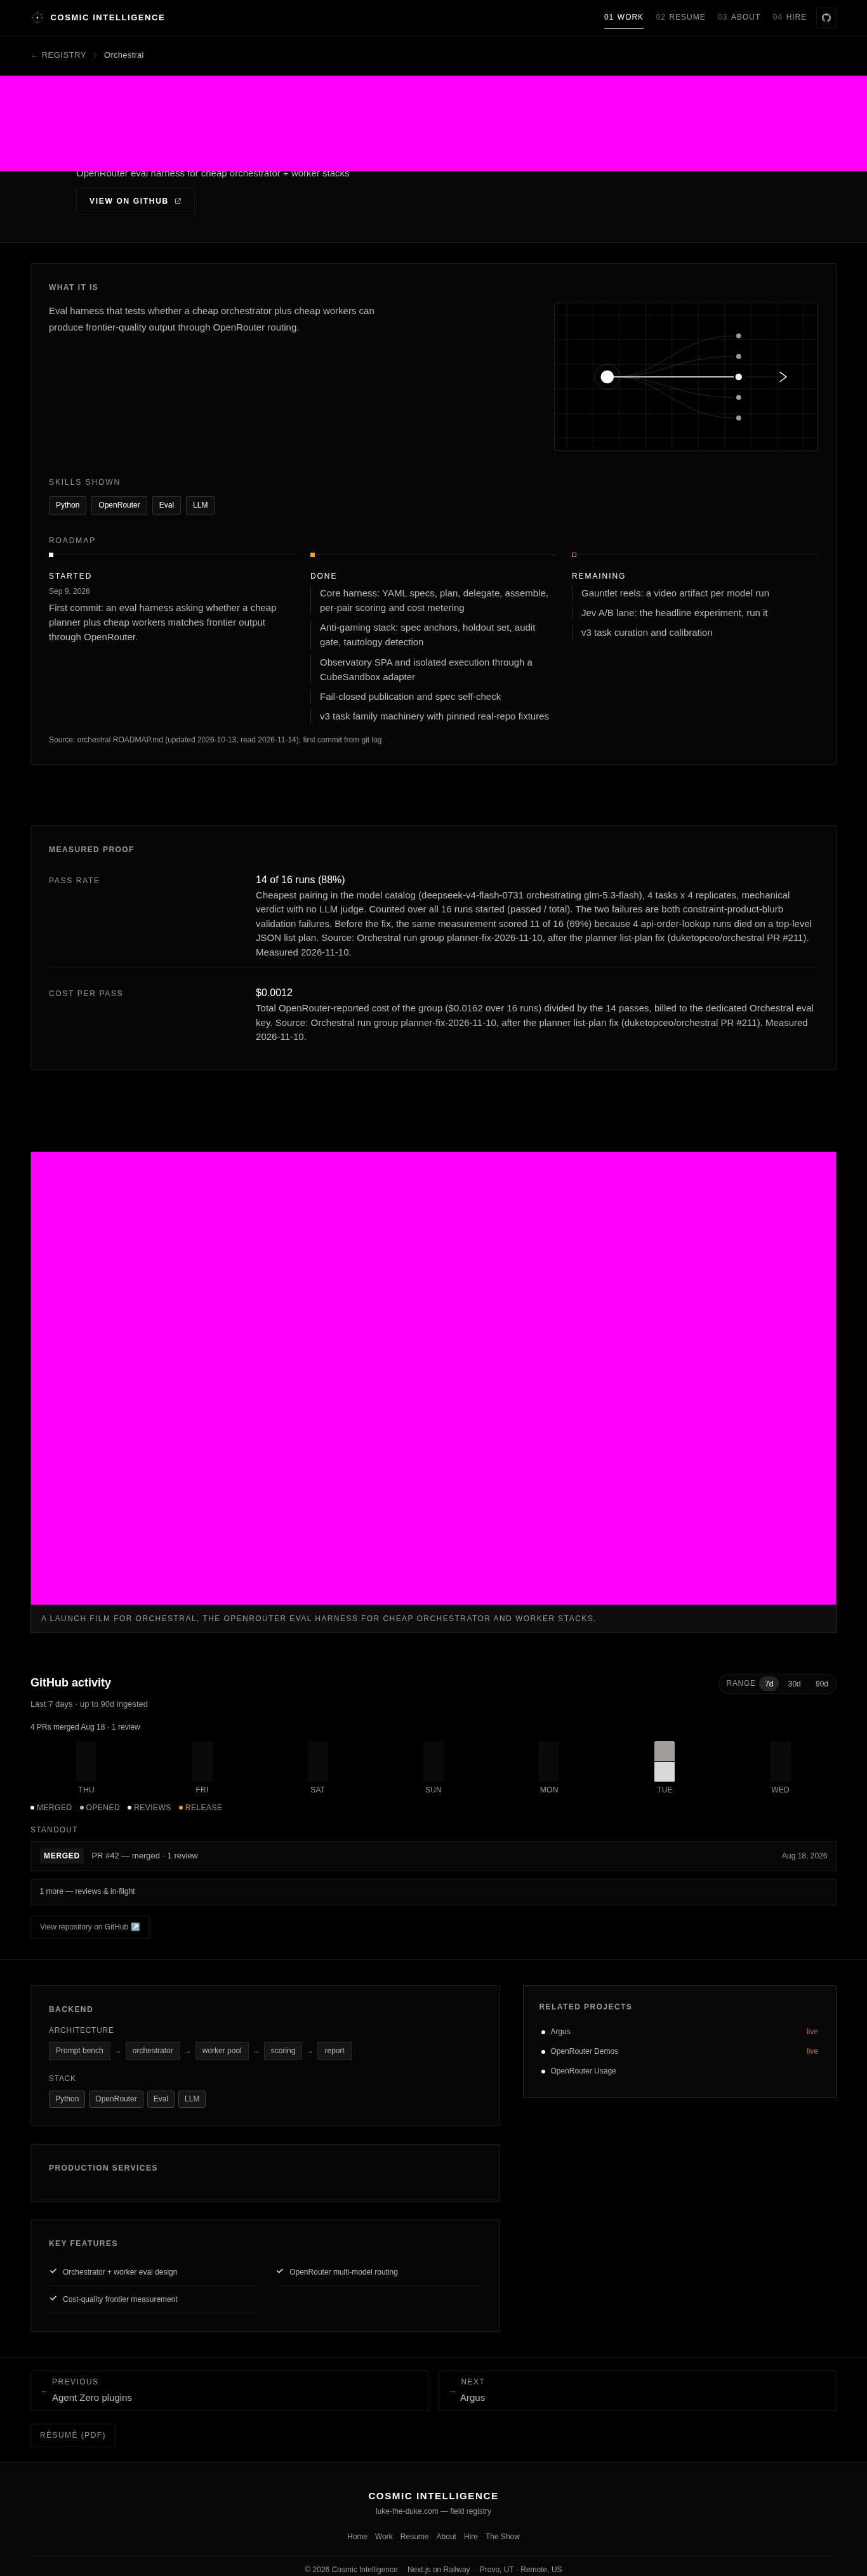 COSMIC INTELLIGENCE
01 WORK
02 RESUME
03 ABOUT
04 HIRE
← REGISTRY
Orchestral
OpenRouter eval harness for cheap orchestrator + worker stacks
VIEW ON GITHUB
WHAT IT IS
Eval harness that tests whether a cheap orchestrator plus cheap workers can
produce frontier-quality output through OpenRouter routing.
SKILLS SHOWN
Python
OpenRouter
Eval
LLM
ROADMAP
STARTED
Sep 9, 2026
First commit: an eval harness asking whether a cheap
planner plus cheap workers matches frontier output
through OpenRouter.
DONE
Core harness: YAML specs, plan, delegate, assemble,
per-pair scoring and cost metering
Anti-gaming stack: spec anchors, holdout set, audit
gate, tautology detection
Observatory SPA and isolated execution through a
CubeSandbox adapter
Fail-closed publication and spec self-check
v3 task family machinery with pinned real-repo fixtures
REMAINING
Gauntlet reels: a video artifact per model run
Jev A/B lane: the headline experiment, run it
v3 task curation and calibration
Source: orchestral ROADMAP.md (updated 2026-10-13, read 2026-11-14); first commit from git log
MEASURED PROOF
PASS RATE
14 of 16 runs (88%)
Cheapest pairing in the model catalog (deepseek-v4-flash-0731 orchestrating glm-5.3-flash), 4 tasks x 4 replicates, mechanical
verdict with no LLM judge. Counted over all 16 runs started (passed / total). The two failures are both constraint-product-blurb
validation failures. Before the fix, the same measurement scored 11 of 16 (69%) because 4 api-order-lookup runs died on a top-level
JSON list plan. Source: Orchestral run group planner-fix-2026-11-10, after the planner list-plan fix (duketopceo/orchestral PR #211).
Measured 2026-11-10.
COST PER PASS
$0.0012
Total OpenRouter-reported cost of the group ($0.0162 over 16 runs) divided by the 14 passes, billed to the dedicated Orchestral eval
key. Source: Orchestral run group planner-fix-2026-11-10, after the planner list-plan fix (duketopceo/orchestral PR #211). Measured
2026-11-10.
A LAUNCH FILM FOR ORCHESTRAL, THE OPENROUTER EVAL HARNESS FOR CHEAP ORCHESTRATOR AND WORKER STACKS.
GitHub activity
RANGE 7d 30d 90d
Last 7 days · up to 90d ingested
4 PRs merged Aug 18 · 1 review
THU
FRI
SAT
SUN
MON
TUE
WED
MERGED
OPENED
REVIEWS
RELEASE
STANDOUT
MERGED PR #42 — merged · 1 review
Aug 18, 2026
1 more — reviews & in-flight
View repository on GitHub ↗
BACKEND
ARCHITECTURE
Prompt bench → orchestrator → worker pool → scoring → report
STACK
Python
OpenRouter
Eval
LLM
RELATED PROJECTS
Argus live
OpenRouter Demos live
OpenRouter Usage
PRODUCTION SERVICES
KEY FEATURES
Orchestrator + worker eval design
OpenRouter multi-model routing
Cost-quality frontier measurement
PREVIOUS
← Agent Zero plugins
NEXT
→ Argus
RÉSUMÉ (PDF)
COSMIC INTELLIGENCE
luke-the-duke.com — field registry
Home Work Resume About Hire The Show
© 2026 Cosmic Intelligence · Next.js on Railway · Provo, UT · Remote, US